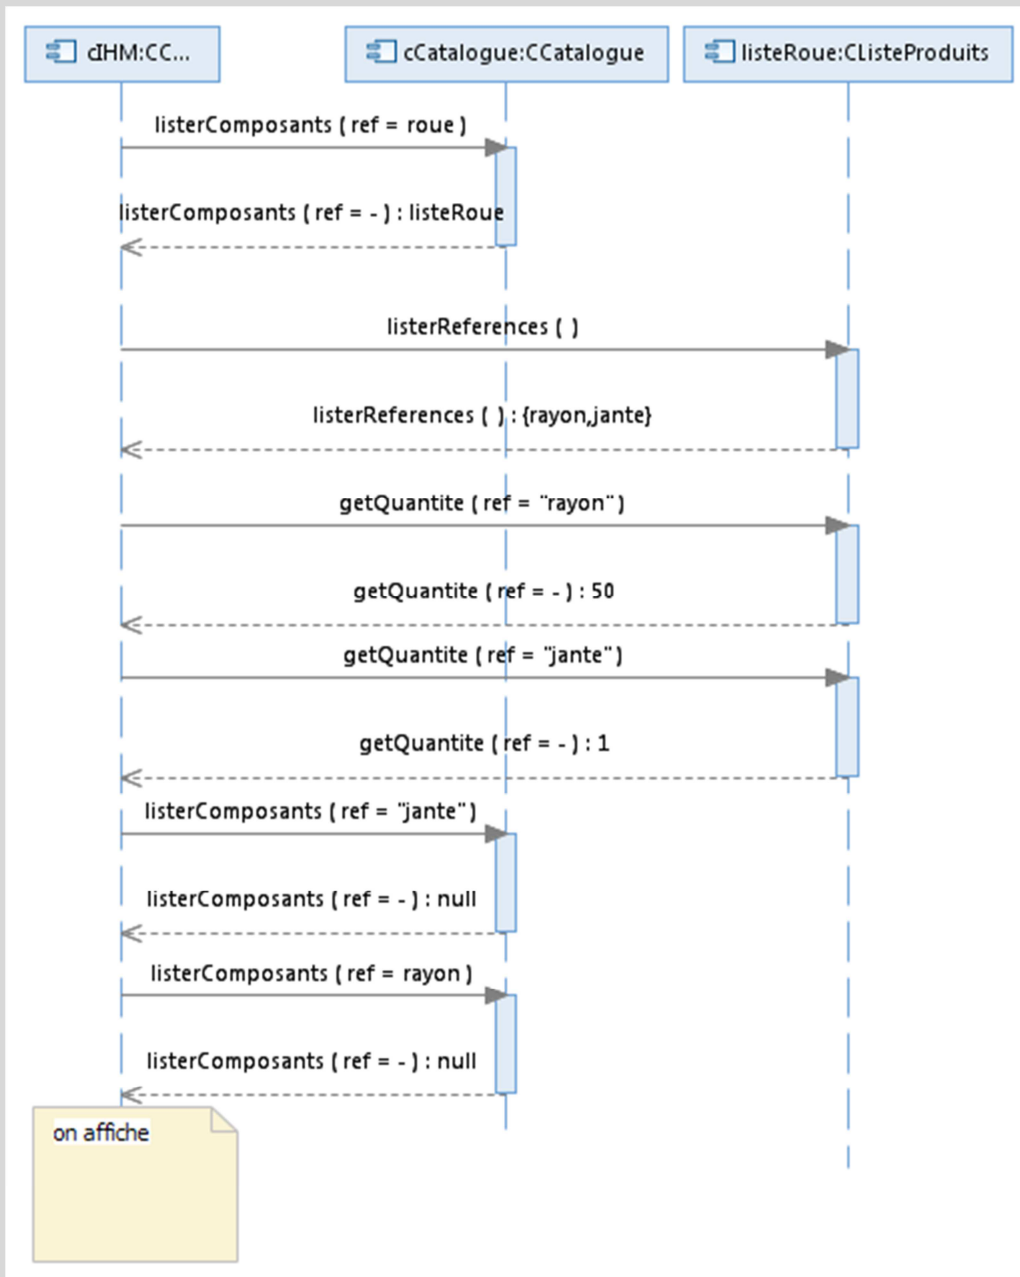 cIHM:CC...
cCatalogue:CCatalogue
listeRoue:CListeProduits
listerComposants ( ref = roue )
listerComposants ( ref = - ) : listeRoue
listerReferences ( )
listerReferences ( ) : {rayon,jante}
getQuantite ( ref = "rayon" )
getQuantite ( ref = - ) : 50
getQuantite ( ref = "jante" )
getQuantite ( ref = - ) : 1
listerComposants ( ref = "jante" )
listerComposants ( ref = - ) : null
listerComposants ( ref = rayon )
listerComposants ( ref = - ) : null
on affiche